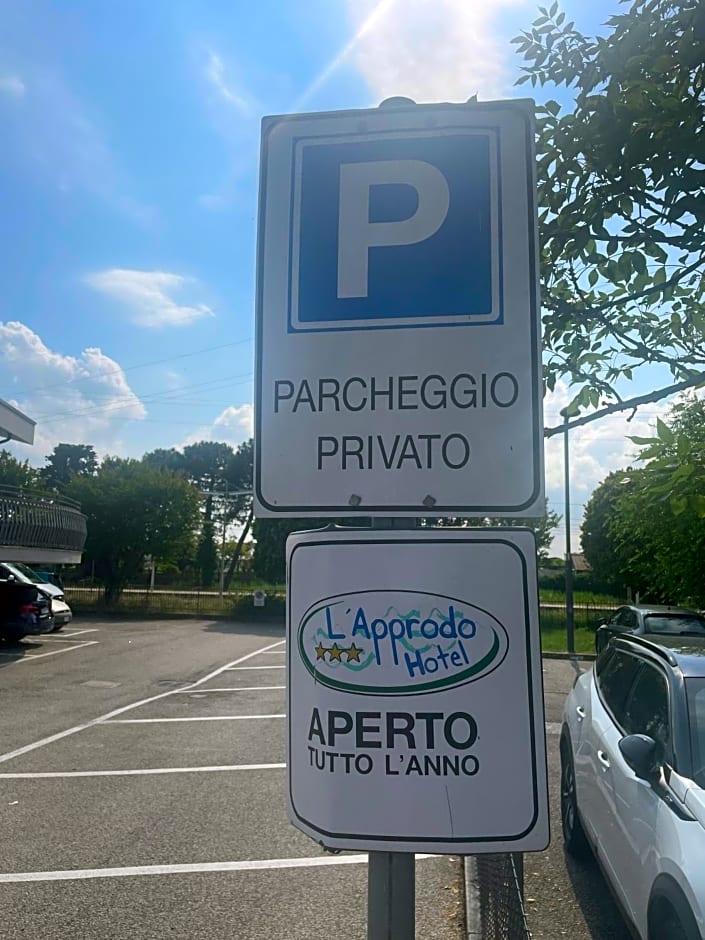 P
PARCHEGGIO
PRIVATO
L'Approdo
Hotel
APERTO
TUTTO L'ANNO